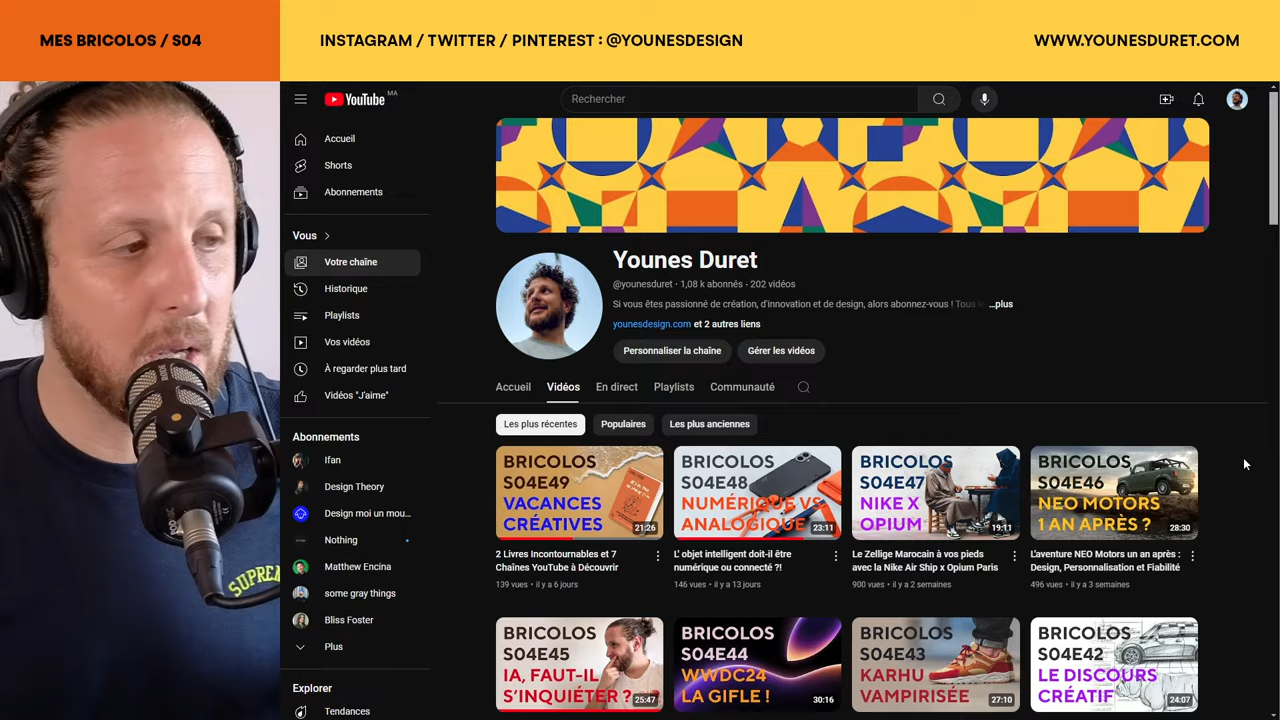 MES BRICOLOS / S04
INSTAGRAM / TWITTER / PINTEREST : @YOUNESDESIGN
WWW.YOUNESDURET.COM
YouTube MA
Rechercher
Accueil
Shorts
Abonnements
Vous
Votre chaîne
Historique
Playlists
Vos vidéos
À regarder plus tard
Vidéos "J'aime"
Abonnements
Ifan
Design Theory
Design moi un mou...
Nothing
Matthew Encina
some gray things
Bliss Foster
Plus
Explorer
Tendances
Younes Duret
@younesduret · 1,08 k abonnés · 202 vidéos
Si vous êtes passionné de création, d'innovation et de design, alors abonnez-vous ! Tous ...plus
younesdesign.com et 2 autres liens
Personnaliser la chaîne
Gérer les vidéos
Accueil
Vidéos
En direct
Playlists
Communauté
Les plus récentes
Populaires
Les plus anciennes
BRICOLOS
S04E49
VACANCES
CRÉATIVES
21:26
2 Livres Incontournables et 7
Chaînes YouTube à Découvrir
139 vues · il y a 6 jours
BRICOLOS
S04E48
NUMÉRIQUE VS
ANALOGIQUE
23:11
L' objet intelligent doit-il être
numérique ou connecté ?!
146 vues · il y a 13 jours
BRICOLOS
S04E47
NIKE X
OPIUM
19:11
Le Zellige Marocain à vos pieds
avec la Nike Air Ship x Opium Paris
900 vues · il y a 2 semaines
BRICOLOS
S04E46
NEO MOTORS
1 AN APRÈS ?
28:30
L'aventure NEO Motors un an après :
Design, Personnalisation et Fiabilité
496 vues · il y a 3 semaines
BRICOLOS
S04E45
IA, FAUT-IL
S'INQUIÉTER ?
25:47
BRICOLOS
S04E44
WWDC24
LA GIFLE !
30:16
BRICOLOS
S04E43
KARHU
VAMPIRISÉE
27:10
BRICOLOS
S04E42
LE DISCOURS
CRÉATIF
24:07